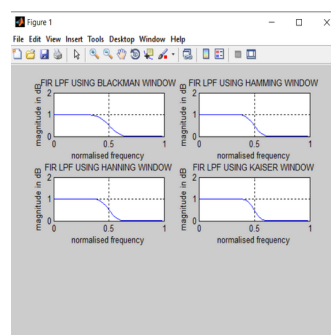 Figure 1
File Edit View Insert Tools Desktop Window Help
FIR LPF USING BLACKMAN WINDOW
magnitude in dB
2
1
0
0 0.5 1
normalised frequency
FIR LPF USING HAMMING WINDOW
magnitude in dB
2
1
0
0 0.5 1
normalised frequency
FIR LPF USING HANNING WINDOW
magnitude in dB
2
1
0
0 0.5 1
normalised frequency
FIR LPF USING KAISER WINDOW
magnitude in dB
2
1
0
0 0.5 1
normalised frequency